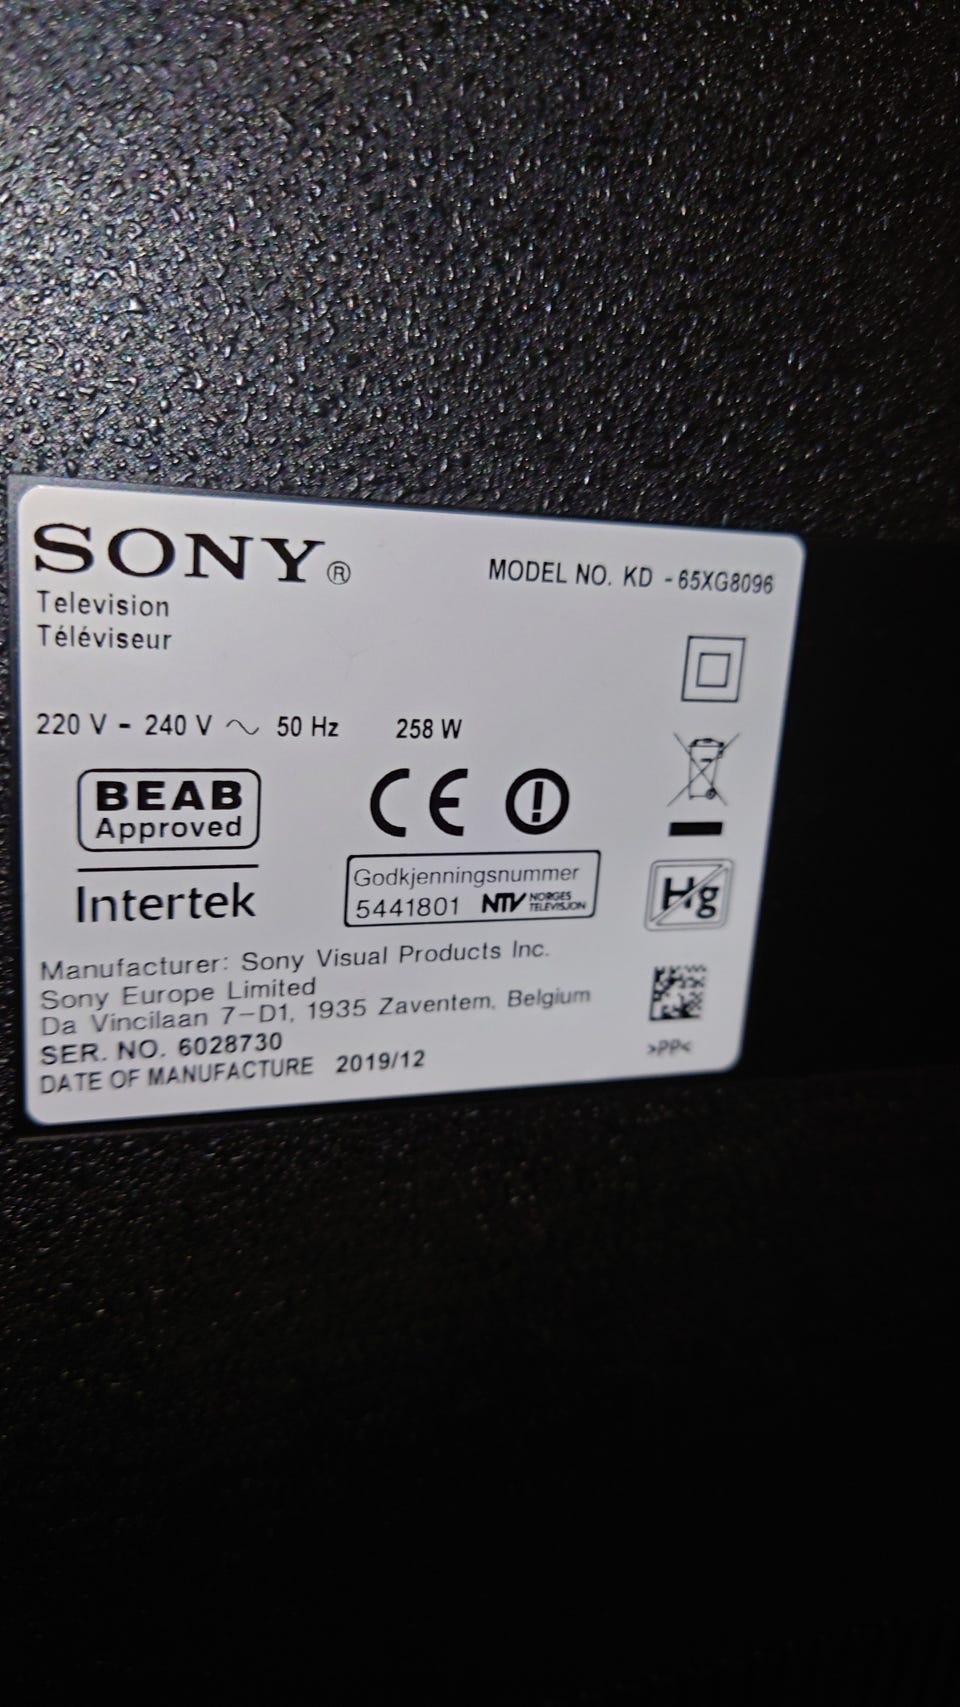 SONY®
MODEL NO. KD - 65XG8096
Television
Téléviseur
220 V - 240 V ~ 50 Hz 258 W
BEAB
Approved
Intertek
CE
Godkjenningsnummer
5441801 NTV NORGES
TELEVISJON
Hg
Manufacturer: Sony Visual Products Inc.
Sony Europe Limited
Da Vincilaan 7-D1, 1935 Zaventem, Belgium
SER. NO. 6028730
DATE OF MANUFACTURE 2019/12
>PP<